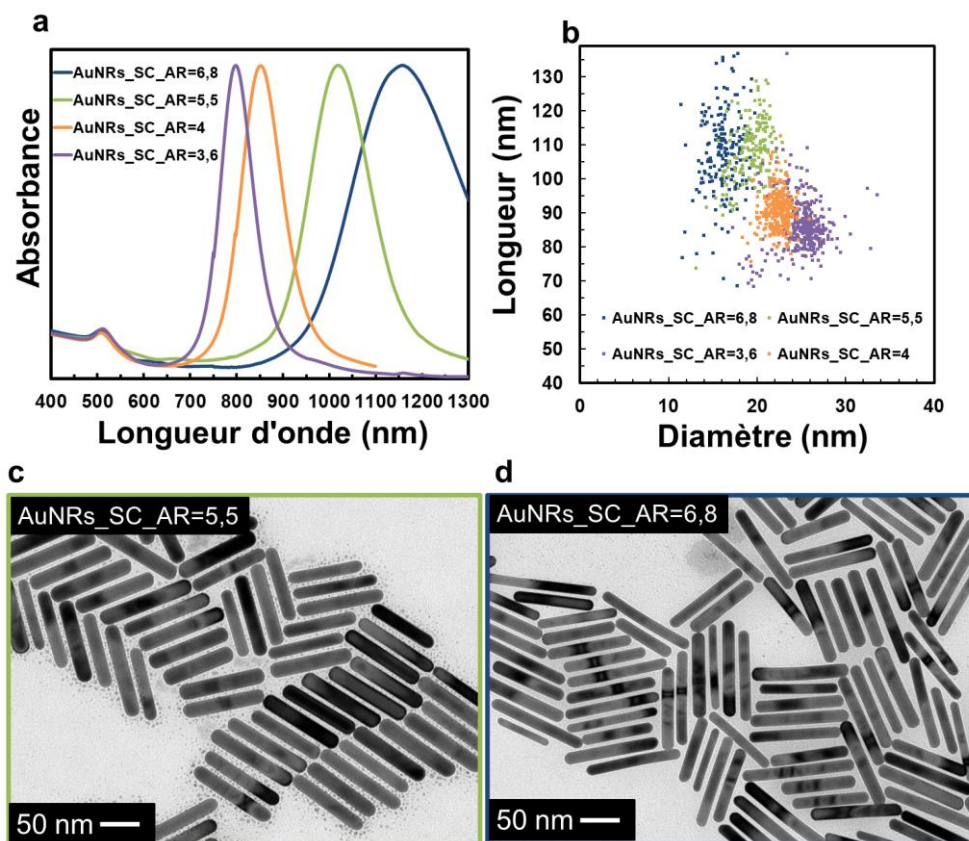 a
AuNRs_SC_AR=6,8
AuNRs_SC_AR=5,5
AuNRs_SC_AR=4
AuNRs_SC_AR=3,6
Absorbance
400 500 600 700 800 900 1000 1100 1200 1300
Longueur d'onde (nm)
b
Longueur (nm)
130
120
110
100
90
80
70
60
50
40
AuNRs_SC_AR=6,8 AuNRs_SC_AR=5,5
AuNRs_SC_AR=3,6 AuNRs_SC_AR=4
0 10 20 30 40
Diamètre (nm)
c
AuNRs_SC_AR=5,5
50 nm
d
AuNRs_SC_AR=6,8
50 nm